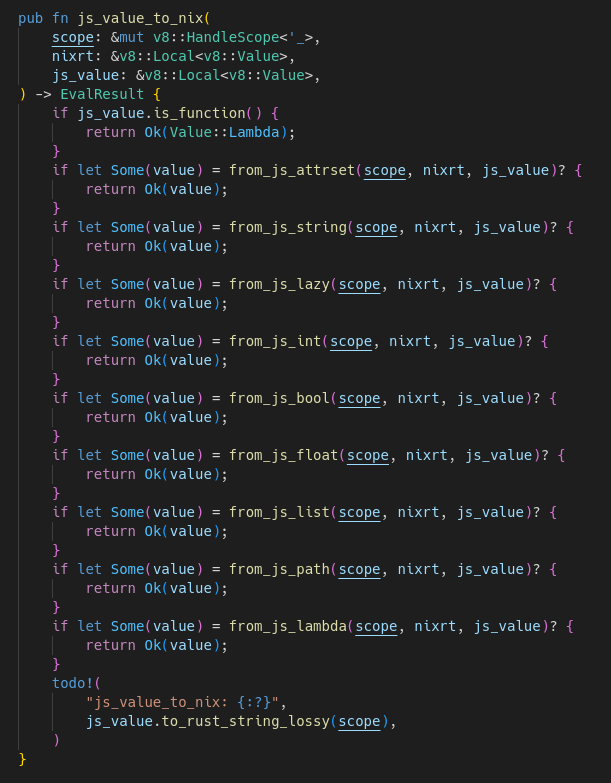 pub fn js_value_to_nix(
    scope: &mut v8::HandleScope<'_>,
    nixrt: &v8::Local<v8::Value>,
    js_value: &v8::Local<v8::Value>,
) -> EvalResult {
    if js_value.is_function() {
        return Ok(Value::Lambda);
    }
    if let Some(value) = from_js_attrset(scope, nixrt, js_value)? {
        return Ok(value);
    }
    if let Some(value) = from_js_string(scope, nixrt, js_value)? {
        return Ok(value);
    }
    if let Some(value) = from_js_lazy(scope, nixrt, js_value)? {
        return Ok(value);
    }
    if let Some(value) = from_js_int(scope, nixrt, js_value)? {
        return Ok(value);
    }
    if let Some(value) = from_js_bool(scope, nixrt, js_value)? {
        return Ok(value);
    }
    if let Some(value) = from_js_float(scope, nixrt, js_value)? {
        return Ok(value);
    }
    if let Some(value) = from_js_list(scope, nixrt, js_value)? {
        return Ok(value);
    }
    if let Some(value) = from_js_path(scope, nixrt, js_value)? {
        return Ok(value);
    }
    if let Some(value) = from_js_lambda(scope, nixrt, js_value)? {
        return Ok(value);
    }
    todo!(
        "js_value_to_nix: {:?}",
        js_value.to_rust_string_lossy(scope),
    )
}